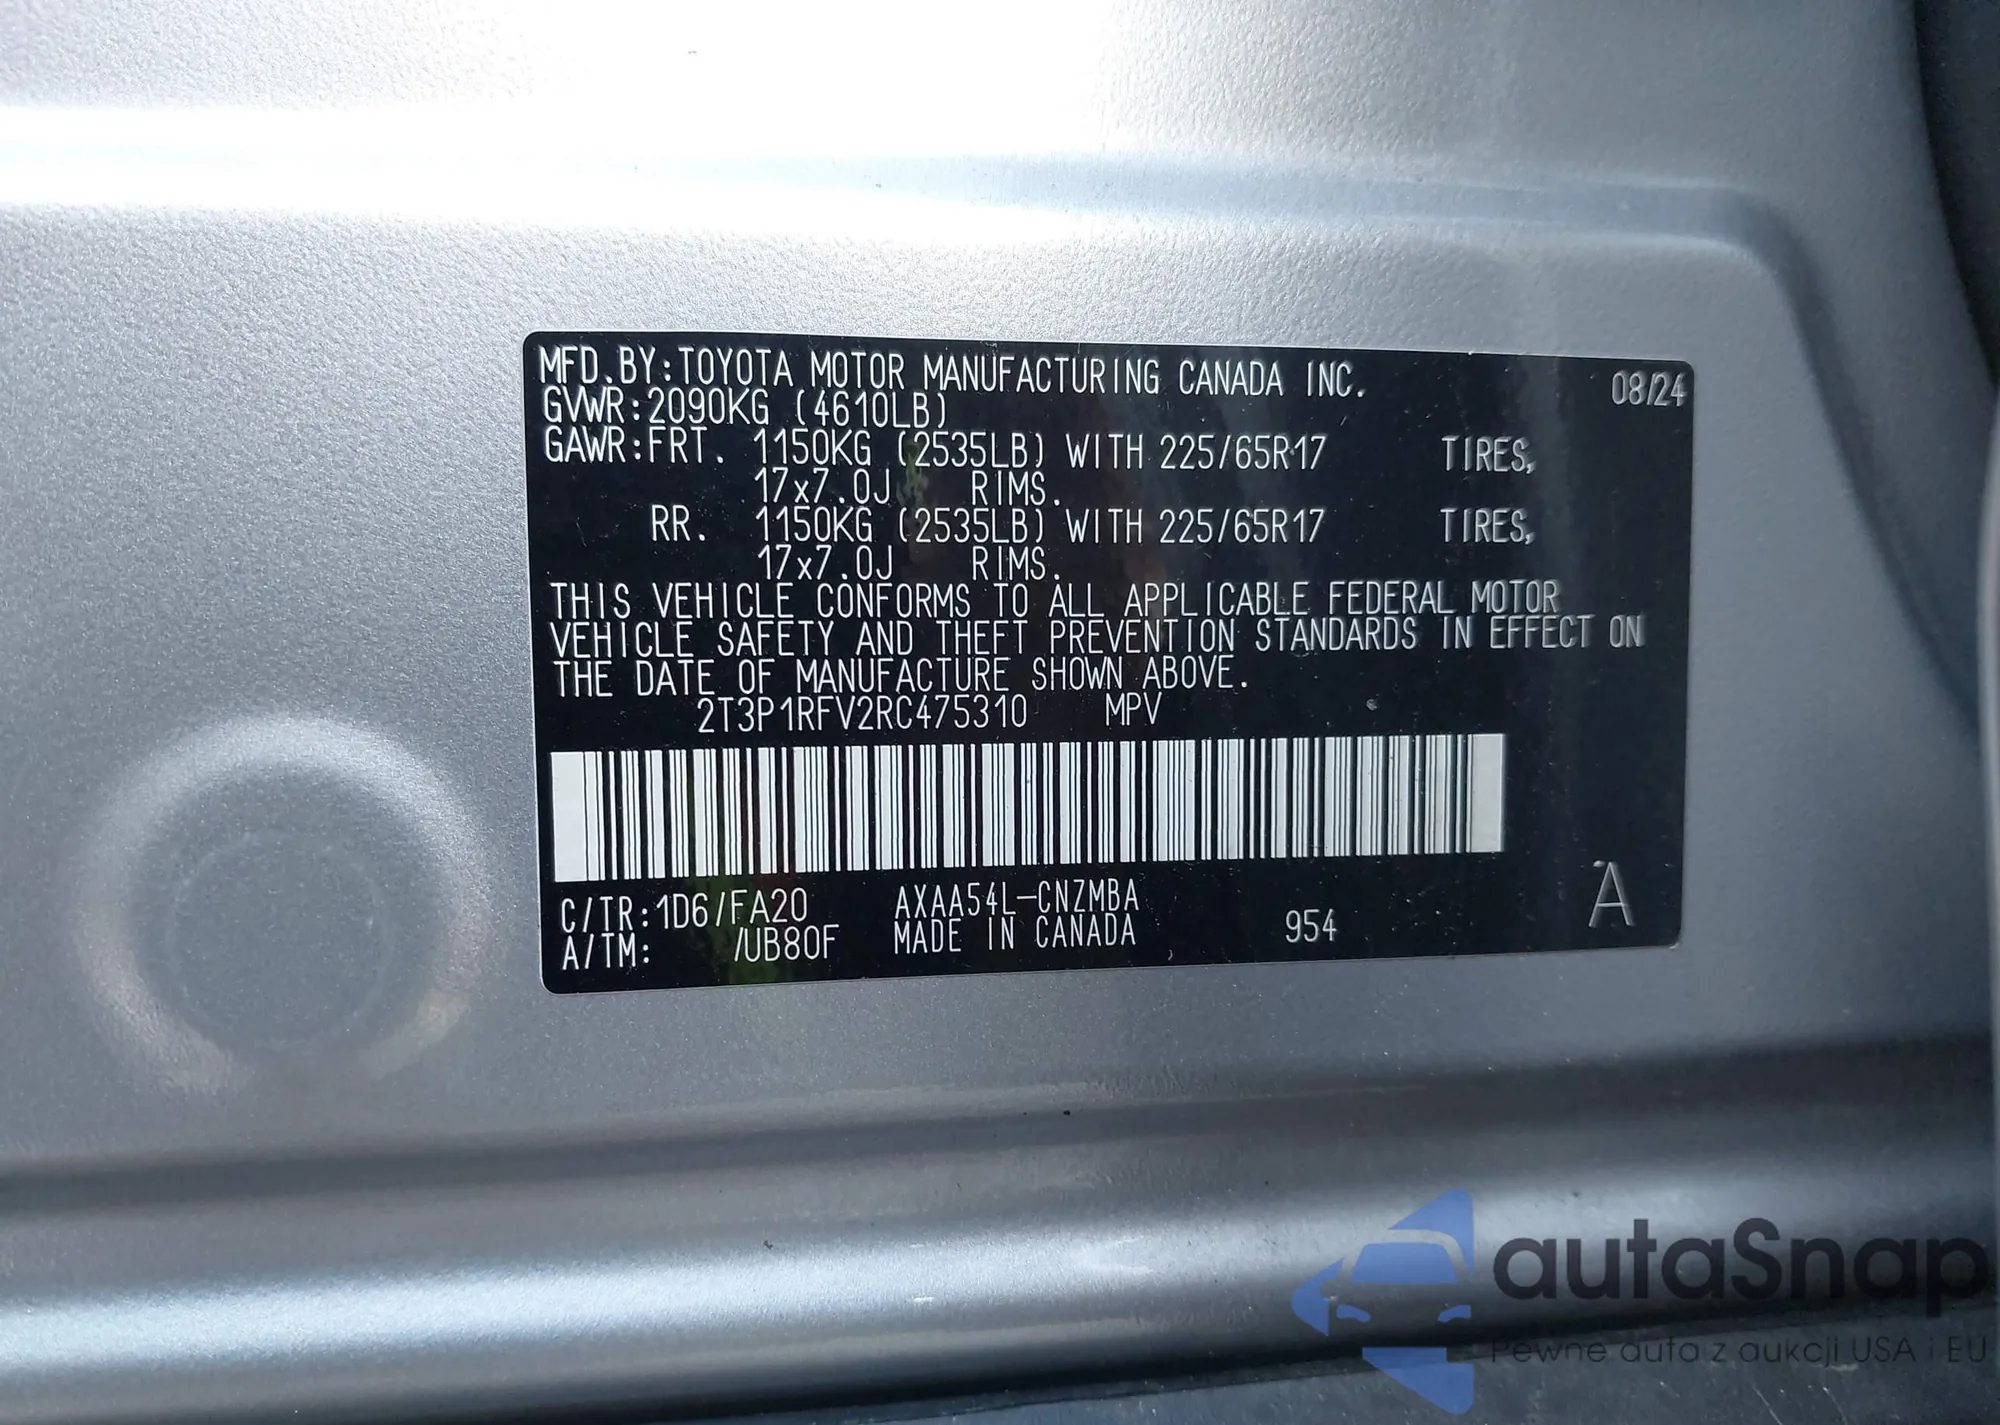 MFD.BY:TOYOTA MOTOR MANUFACTURING CANADA INC. 08/24
GVWR:2090KG (4610LB)
GAWR:FRT. 1150KG (2535LB) WITH 225/65R17 TIRES,
17x7.0J RIMS.
RR. 1150KG (2535LB) WITH 225/65R17 TIRES,
17x7.0J RIMS.
THIS VEHICLE CONFORMS TO ALL APPLICABLE FEDERAL MOTOR
VEHICLE SAFETY AND THEFT PREVENTION STANDARDS IN EFFECT ON
THE DATE OF MANUFACTURE SHOWN ABOVE.
2T3P1RFV2RC475310 MPV
C/TR:1D6/FA20 AXAA54L-CNZMBA 954 A
A/TM: /UB80F MADE IN CANADA
autoSnap
Pewne auta z aukcji USA i EU